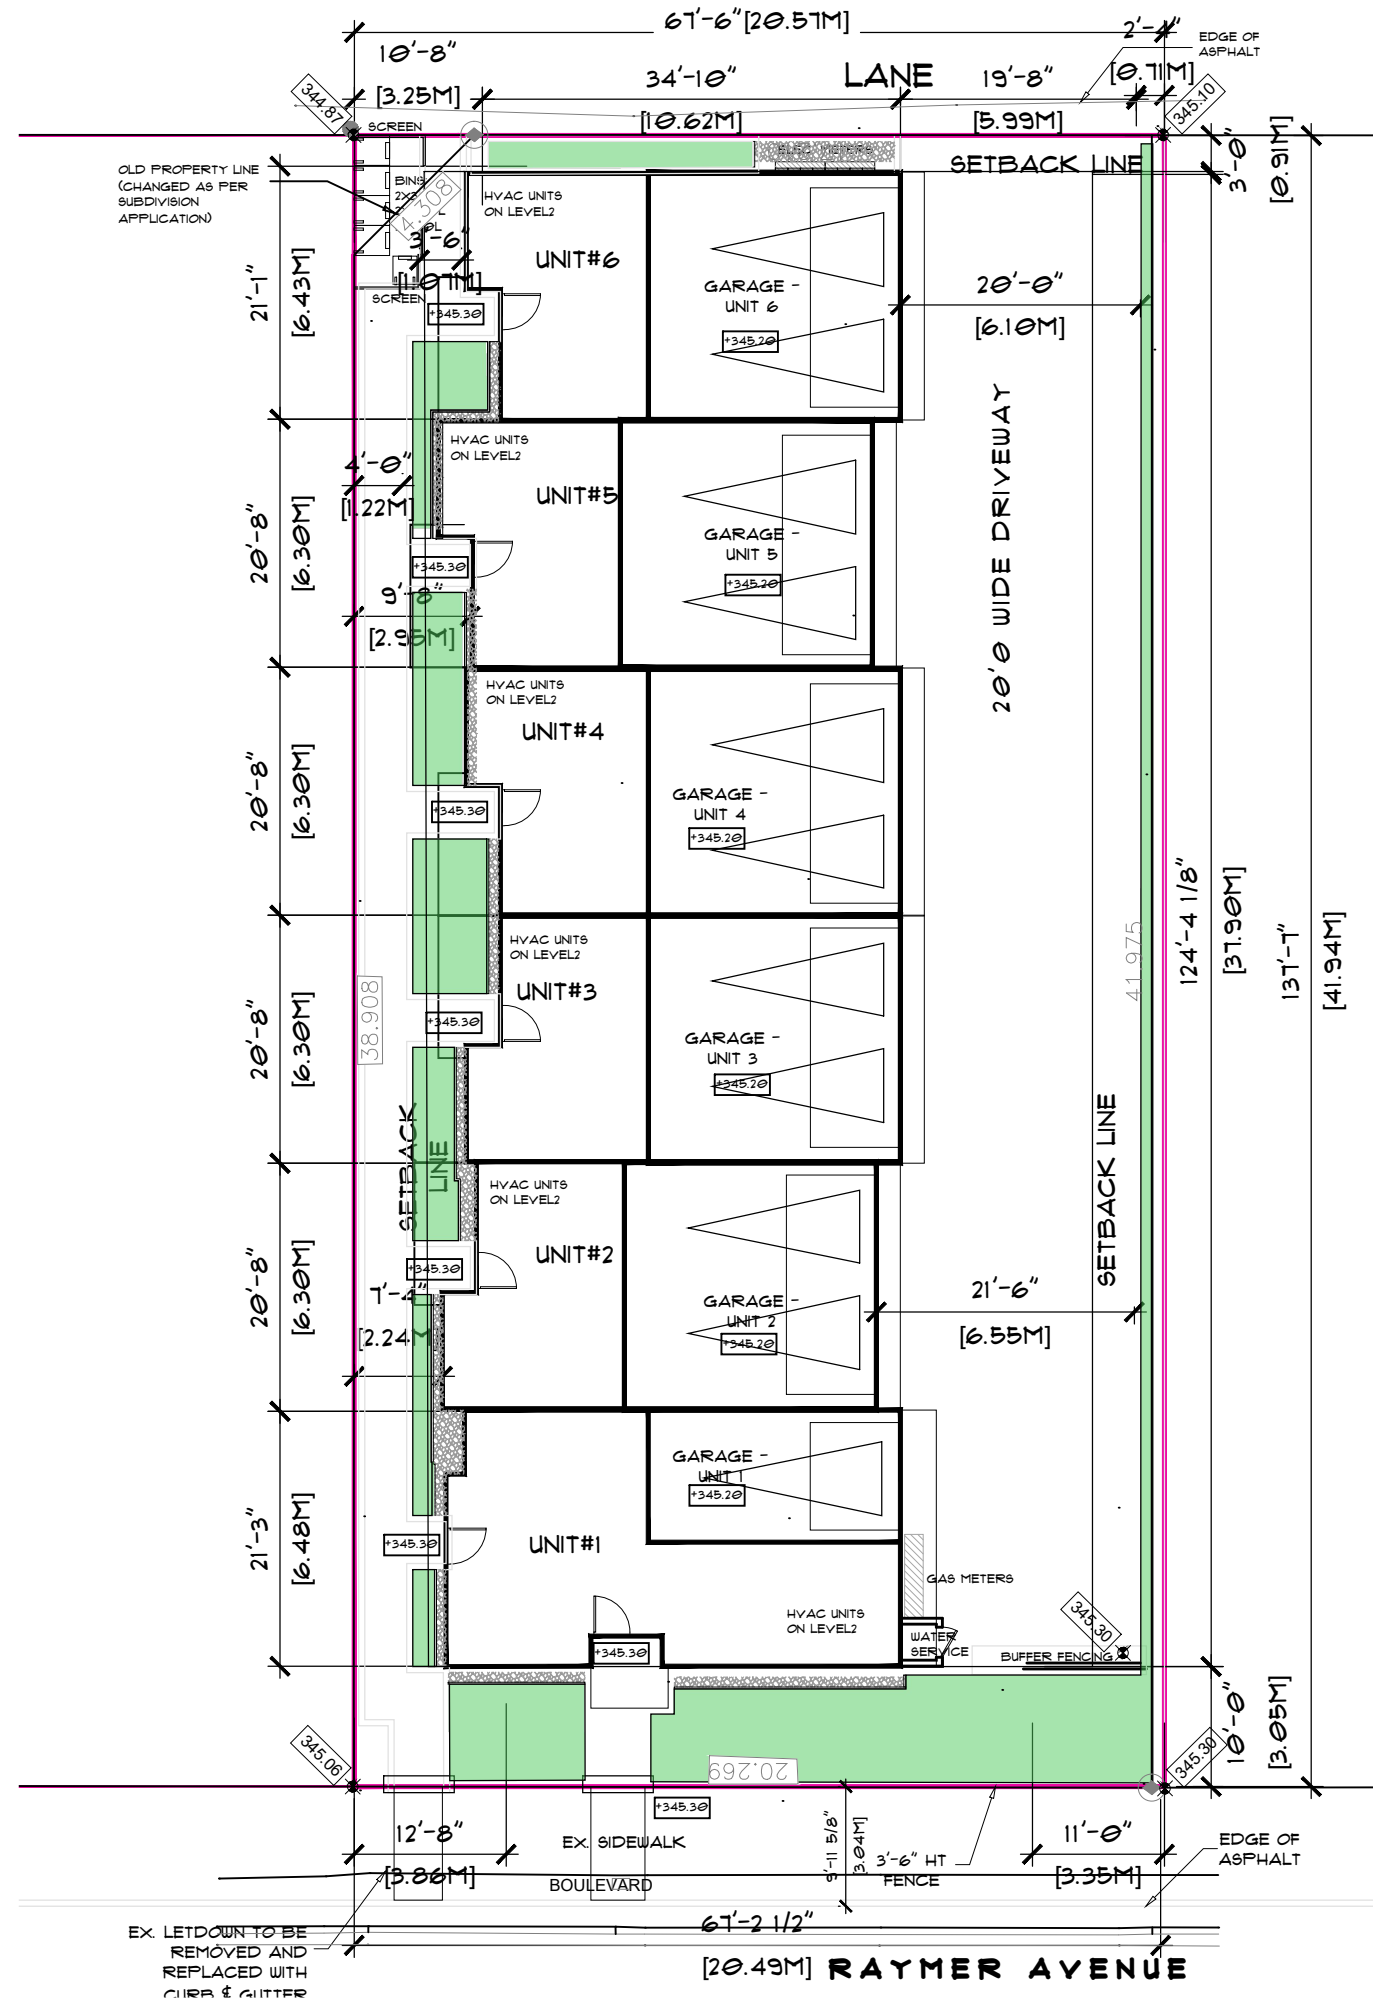 67'-6"[20.57M]
2'-4"
EDGE OF
ASPHALT
10'-8"
34'-10"
LANE
19'-8"
[0.71M]
[3.25M]
[10.62M]
[5.99M]
344.87
345.10
SCREEN
ELEC METERS
SETBACK LINE
3'-0"
[0.91M]
OLD PROPERTY LINE
(CHANGED AS PER
SUBDIVISION
APPLICATION)
BINS
14.308
3'-6"
[1.07M]
SCREEN
HVAC UNITS
ON LEVEL2
UNIT#6
GARAGE -
UNIT 6
+345.20
20'-0"
[6.10M]
21'-1"
[6.43M]
+345.30
20'0 WIDE DRIVEWAY
HVAC UNITS
ON LEVEL2
4'-0"
[1.22M]
UNIT#5
GARAGE -
UNIT 5
+345.20
20'-8"
[6.30M]
+345.30
9'-8"
[2.95M]
HVAC UNITS
ON LEVEL2
UNIT#4
GARAGE -
UNIT 4
+345.20
20'-8"
[6.30M]
+345.30
124'-4 1/8"
[37.90M]
137'-7"
[41.94M]
41.975
HVAC UNITS
ON LEVEL2
UNIT#3
GARAGE -
UNIT 3
+345.20
38.908
20'-8"
[6.30M]
+345.30
SETBACK
LINE
SETBACK LINE
HVAC UNITS
ON LEVEL2
UNIT#2
GARAGE -
UNIT 2
+345.20
20'-8"
[6.30M]
+345.30
7'-4"
[2.24M
21'-6"
[6.55M]
GARAGE -
UNIT 1
+345.20
21'-3"
[6.48M]
+345.30
UNIT#1
GAS METERS
HVAC UNITS
ON LEVEL2
+345.30
WATER
SERVICE
345.30
BUFFER FENCING
10'-0"
[3.05M]
345.06
20.269
345.30
+345.30
12'-8"
[3.86M]
EX. SIDEWALK
BOULEVARD
9'-11 5/8"
[3.04M]
3'-6" HT
FENCE
11'-0"
[3.35M]
EDGE OF
ASPHALT
EX. LETDOWN TO BE
REMOVED AND
REPLACED WITH
CURB & GUTTER
67'-2 1/2"
[20.49M]
RAYMER AVENUE